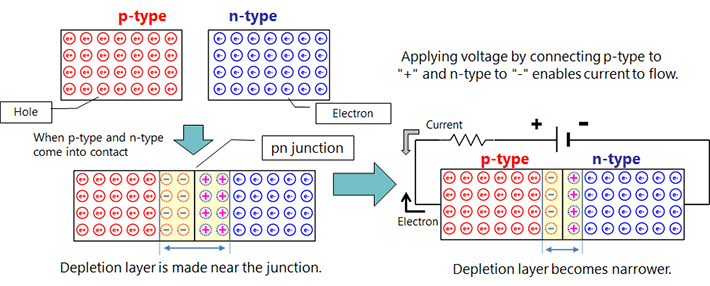 p-type
n-type
Hole
Electron
When p-type and n-type
come into contact
pn junction
Depletion layer is made near the junction.
Applying voltage by connecting p-type to
"+" and n-type to "-" enables current to flow.
Current
+
-
p-type
n-type
Electron
Depletion layer becomes narrower.